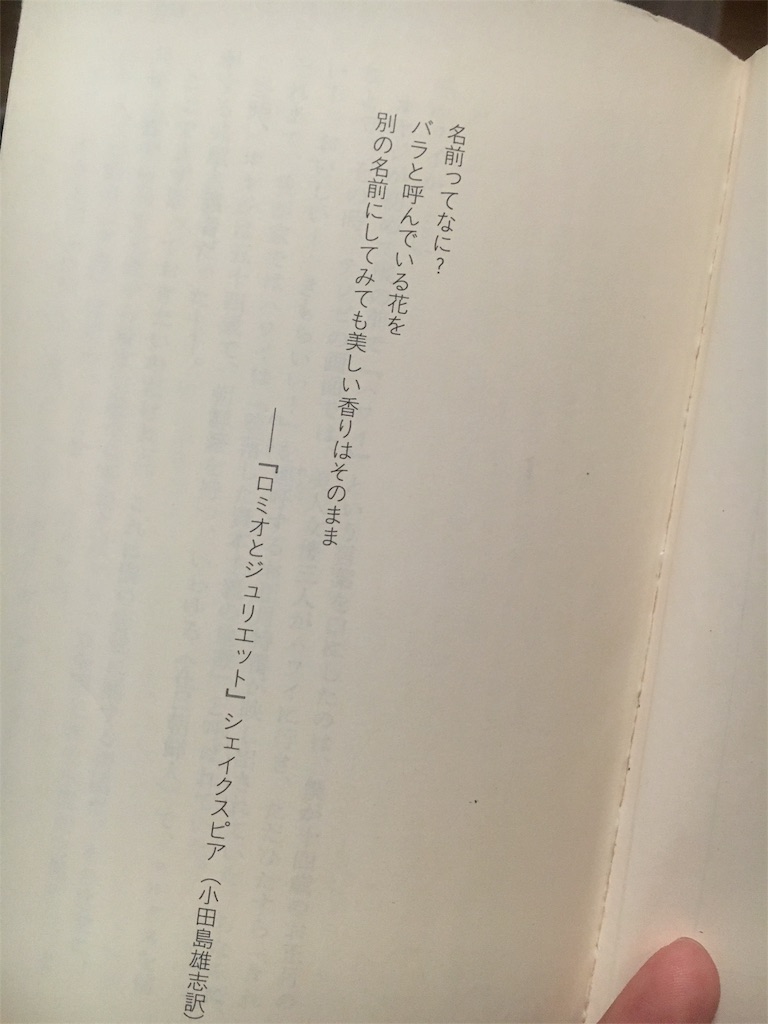 名前ってなに？
バラと呼んでいる花を
別の名前にしてみても美しい香りはそのまま
――『ロミオとジュリエット』シェイクスピア（小田島雄志訳）